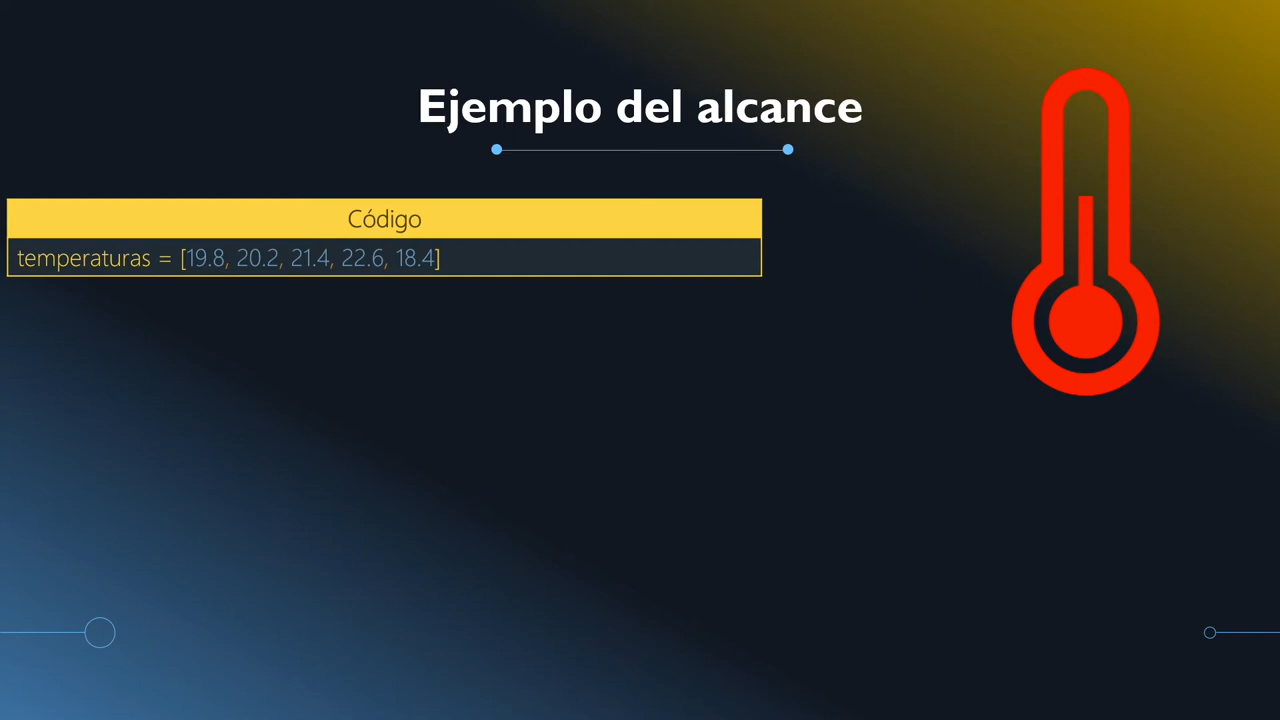 Ejemplo del alcance
Código
temperaturas = [19.8, 20.2, 21.4, 22.6, 18.4]